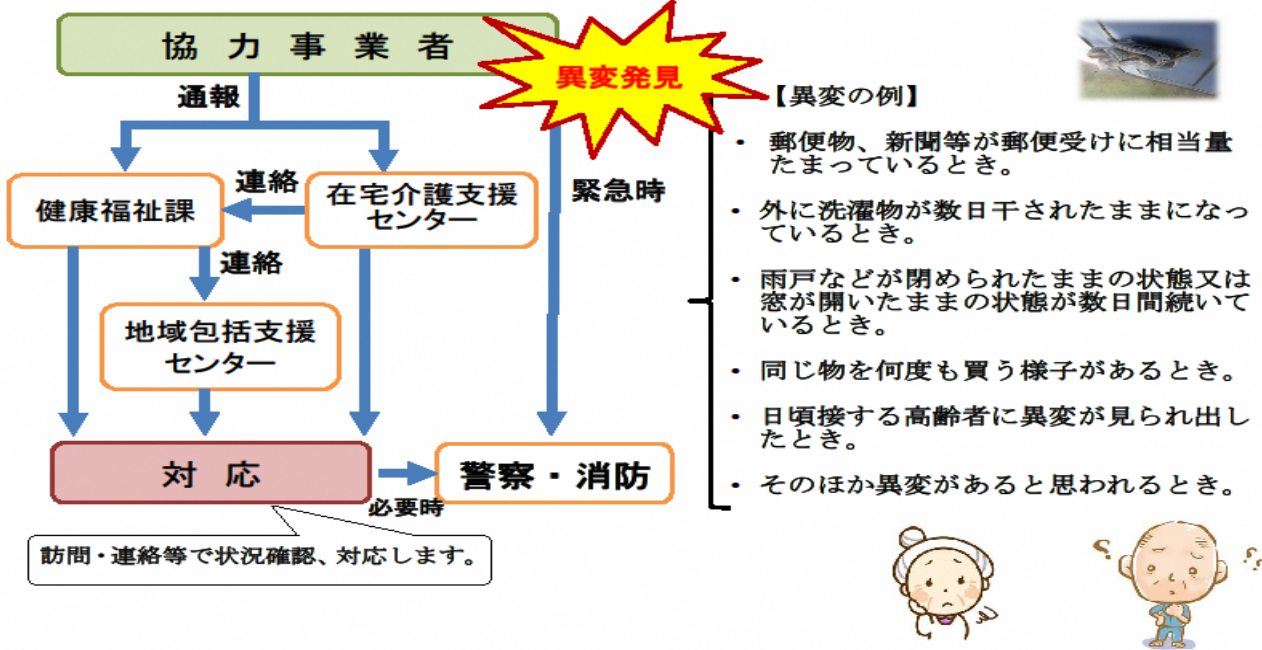 協力事業者
異変発見
通報
緊急時
健康福祉課
連絡
在宅介護支援
センター
連絡
地域包括支援
センター
対応
必要時
警察・消防
訪問・連絡等で状況確認、対応します。
【異変の例】
・ 郵便物、新聞等が郵便受けに相当量
たまっているとき。
・ 外に洗濯物が数日干されたままになっ
ているとき。
・ 雨戸などが閉められたままの状態又は
窓が開いたままの状態が数日間続いて
いるとき。
・ 同じ物を何度も買う様子があるとき。
・ 日頃接する高齢者に異変が見られ出し
たとき。
・ そのほか異変があると思われるとき。